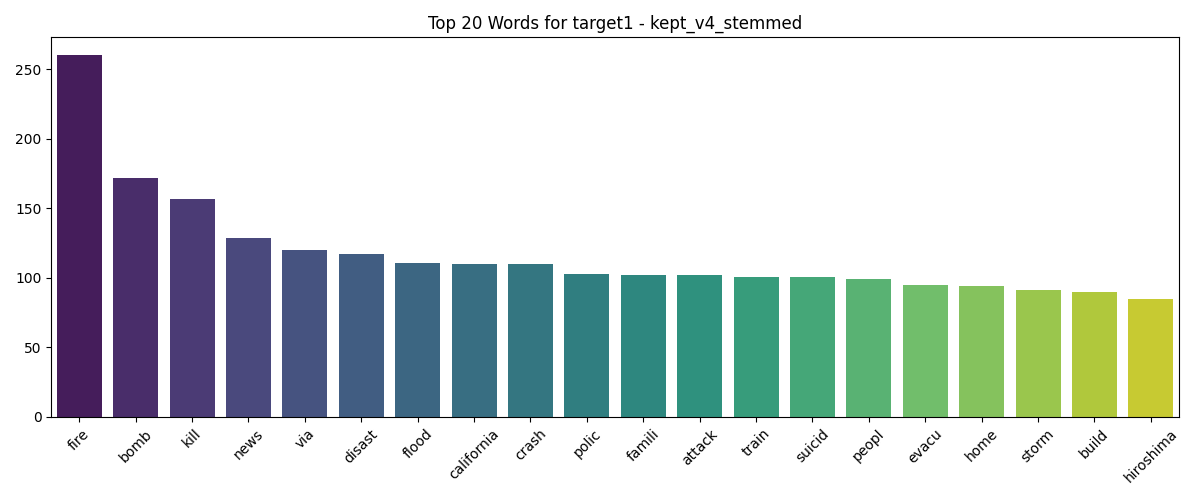 Top 20 Words for target1 - kept_v4_stemmed
250
200
150
100
50
0
fire
bomb
kill
news
via
disast
flood
california
crash
polic
famili
attack
train
suicid
peopl
evacu
home
storm
build
hiroshima